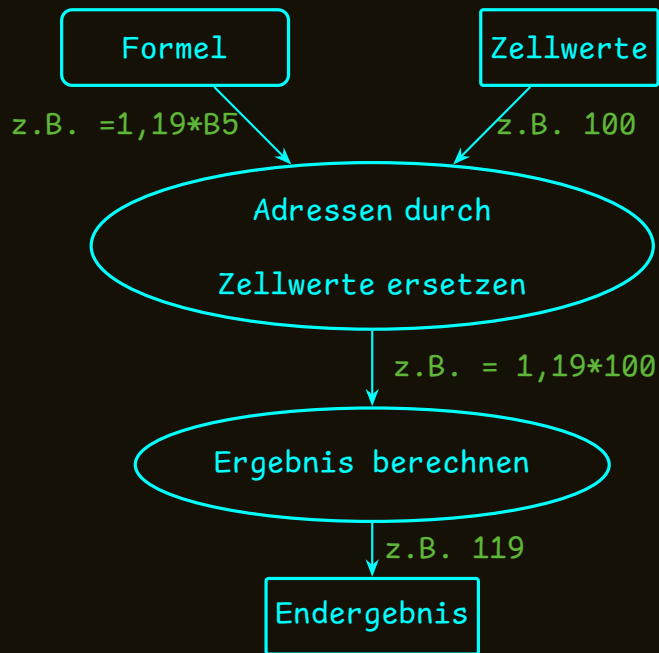 Formel
Zellwerte
z.B. =1,19*B5
z.B. 100
Adressen durch
Zellwerte ersetzen
z.B. = 1,19*100
Ergebnis berechnen
z.B. 119
Endergebnis